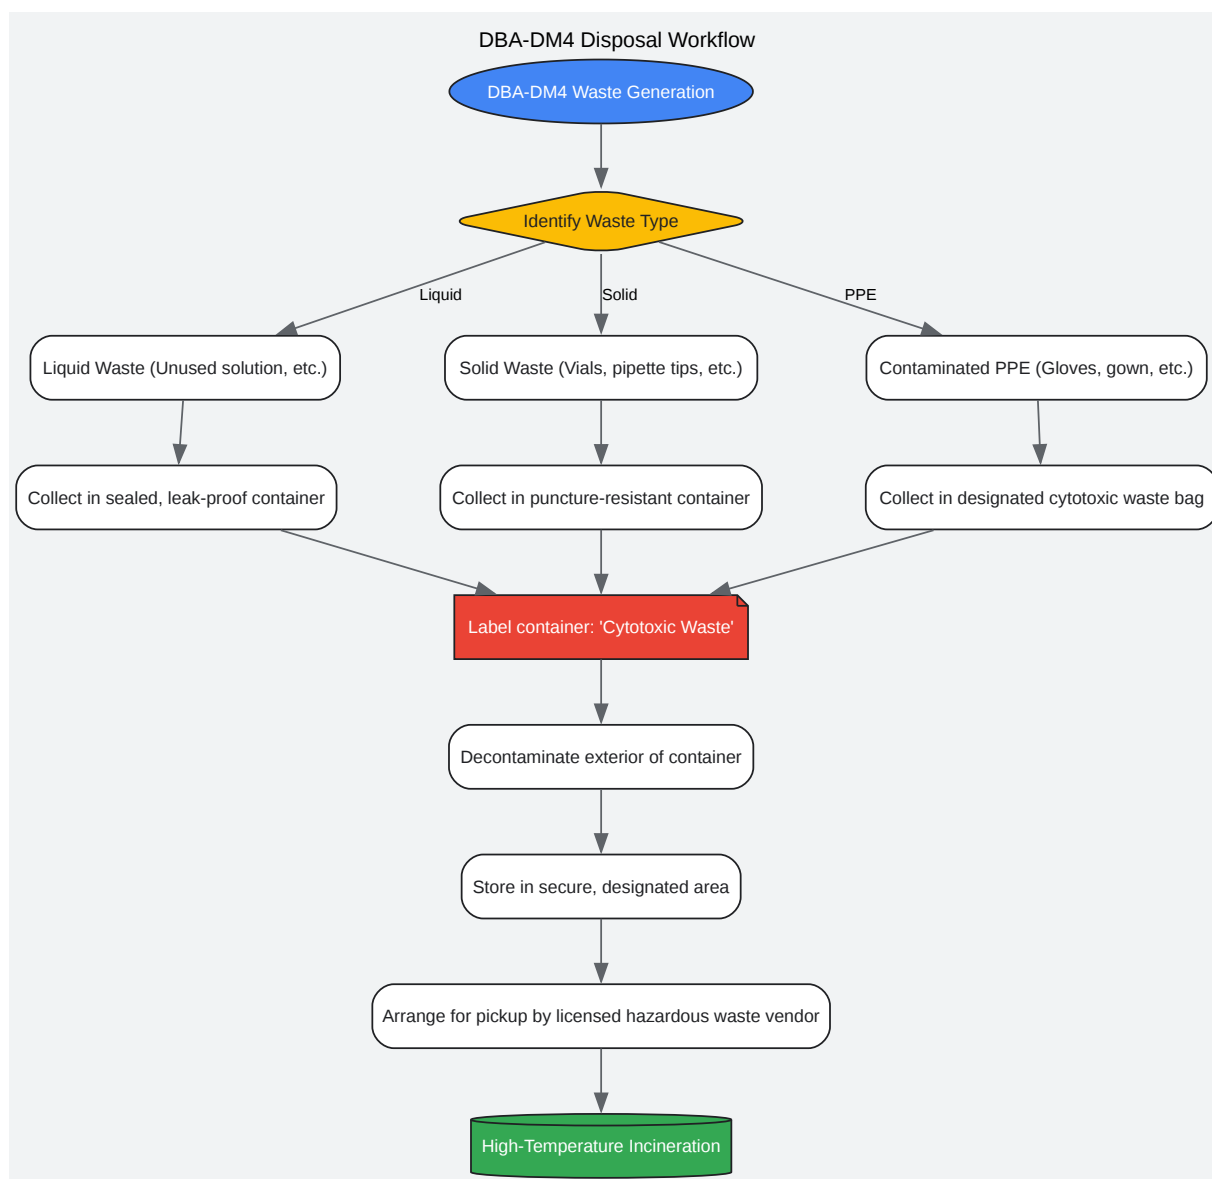 DBA-DM4 Disposal Workflow
DBA-DM4 Waste Generation
Identify Waste Type
Liquid
Solid
PPE
Liquid Waste (Unused solution, etc.)
Solid Waste (Vials, pipette tips, etc.)
Contaminated PPE (Gloves, gown, etc.)
Collect in sealed, leak-proof container
Collect in puncture-resistant container
Collect in designated cytotoxic waste bag
Label container: 'Cytotoxic Waste'
Decontaminate exterior of container
Store in secure, designated area
Arrange for pickup by licensed hazardous waste vendor
High-Temperature Incineration